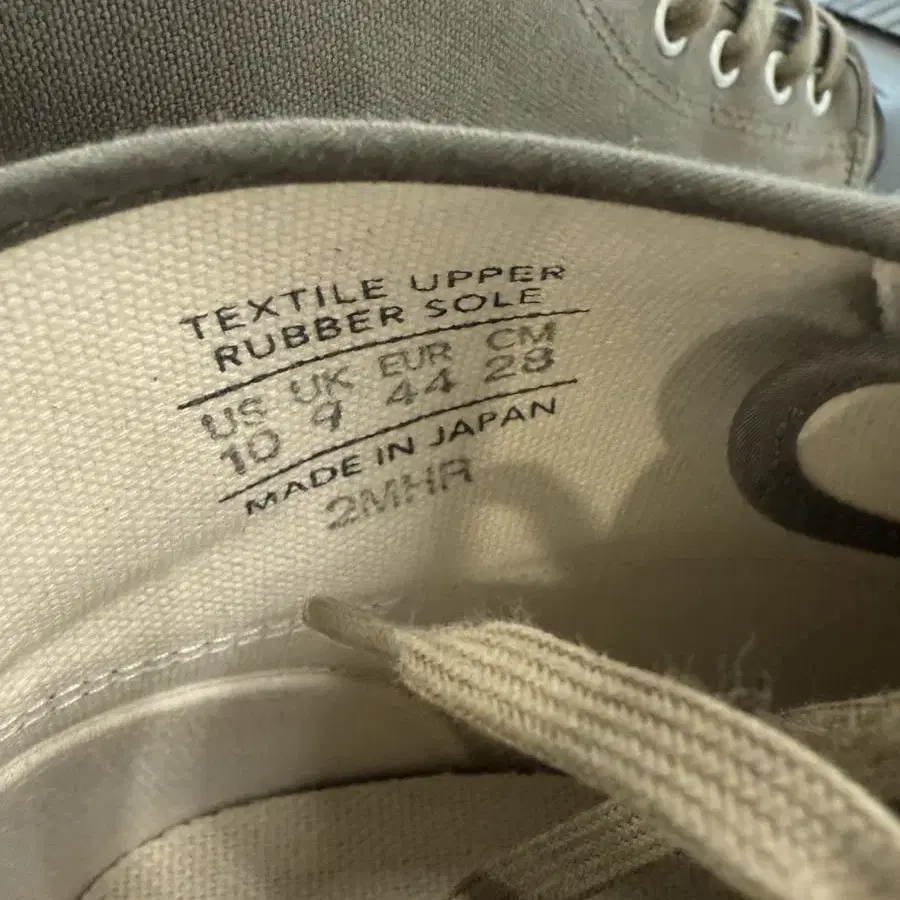 TEXTILE UPPER
RUBBER SOLE
US UK EUR CM
10 9 44 28
MADE IN JAPAN
2MHR